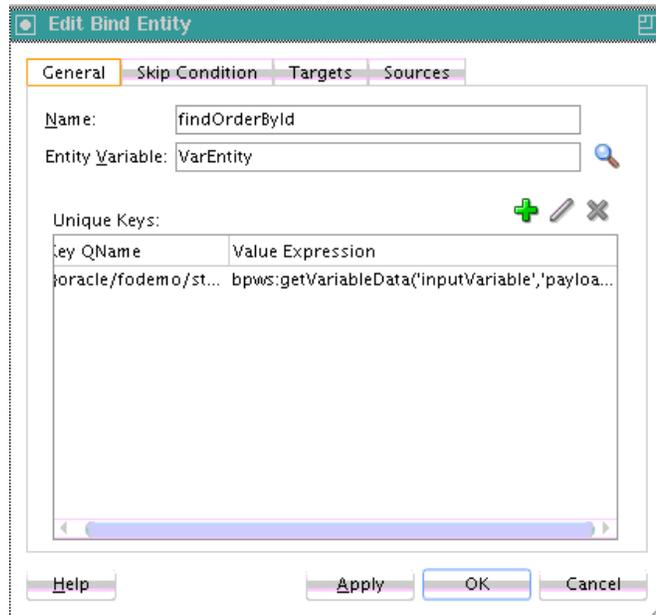 Edit Bind Entity
General Skip Condition Targets Sources
Name: findOrderById
Entity Variable: VarEntity
Unique Keys:
Key QName Value Expression
}oracle/fodemo/st... bpws:getVariableData('inputVariable','payloa...
Help Apply OK Cancel